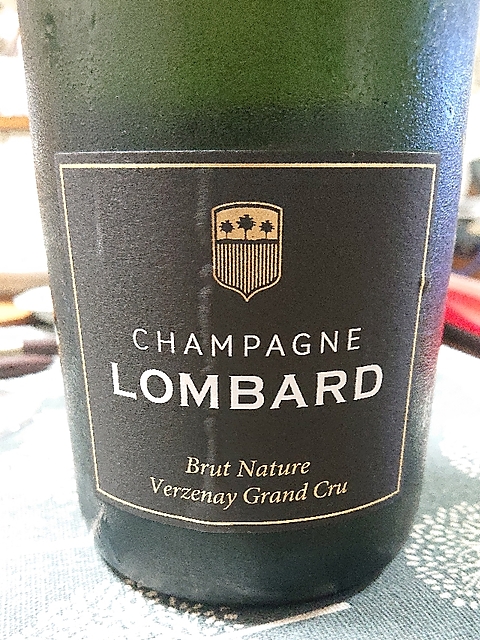 CHAMPAGNE
LOMBARD
Brut Nature
Verzenay Grand Cru